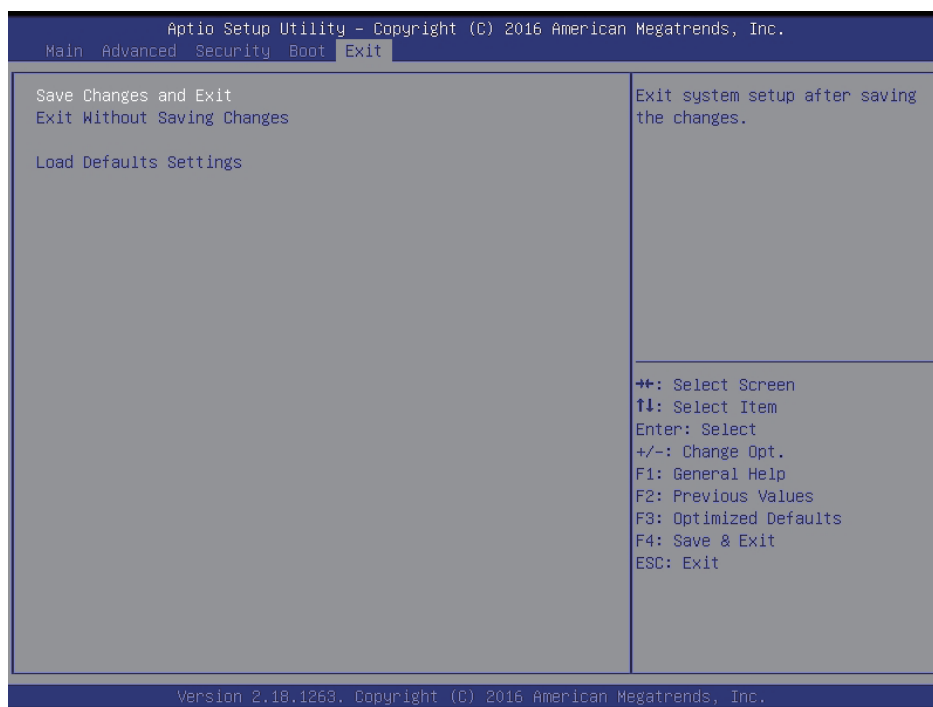 Aptio Setup Utility – Copyright (C) 2016 American Megatrends, Inc.
Main Advanced Security Boot Exit
Save Changes and Exit
Exit Without Saving Changes
Load Defaults Settings
Exit system setup after saving
the changes.
→←: Select Screen
↑↓: Select Item
Enter: Select
+/-: Change Opt.
F1: General Help
F2: Previous Values
F3: Optimized Defaults
F4: Save & Exit
ESC: Exit
Version 2.18.1263. Copyright (C) 2016 American Megatrends, Inc.